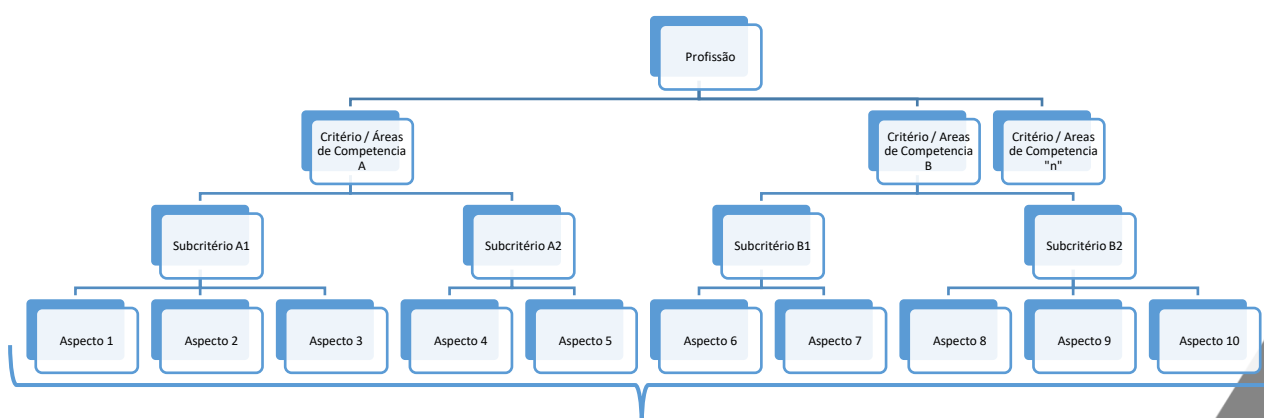 Profissão
Critério / Áreas
de Competencia
A
Critério / Areas
de Competencia
B
Critério / Areas
de Competencia
"n"
Subcritério A1
Subcritério A2
Subcritério B1
Subcritério B2
Aspecto 1
Aspecto 2
Aspecto 3
Aspecto 4
Aspecto 5
Aspecto 6
Aspecto 7
Aspecto 8
Aspecto 9
Aspecto 10